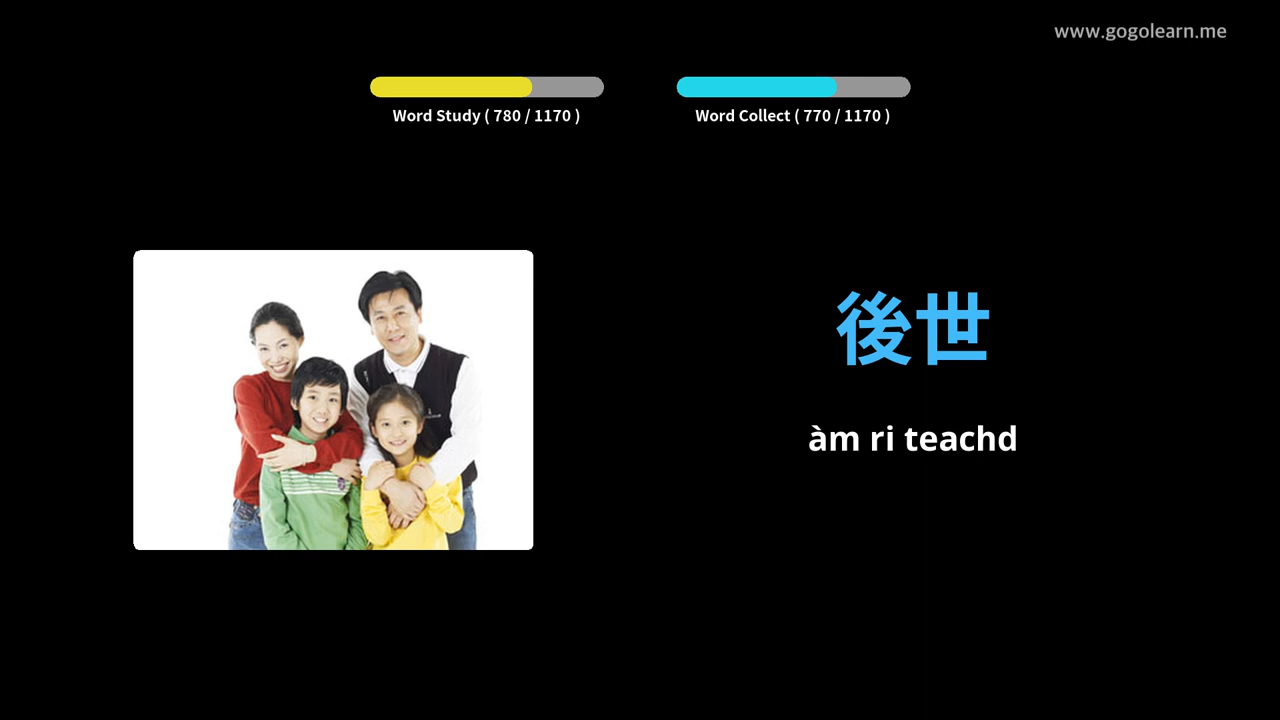 www.gogolearn.me
Word Study ( 780 / 1170 )
Word Collect ( 770 / 1170 )
後世
àm ri teachd